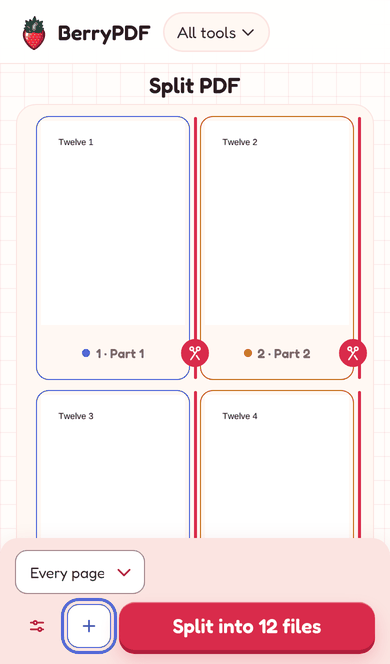 BerryPDF
All tools
Split PDF
Twelve 1
Twelve 2
1 · Part 1
2 · Part 2
Twelve 3
Twelve 4
Every page
Split into 12 files